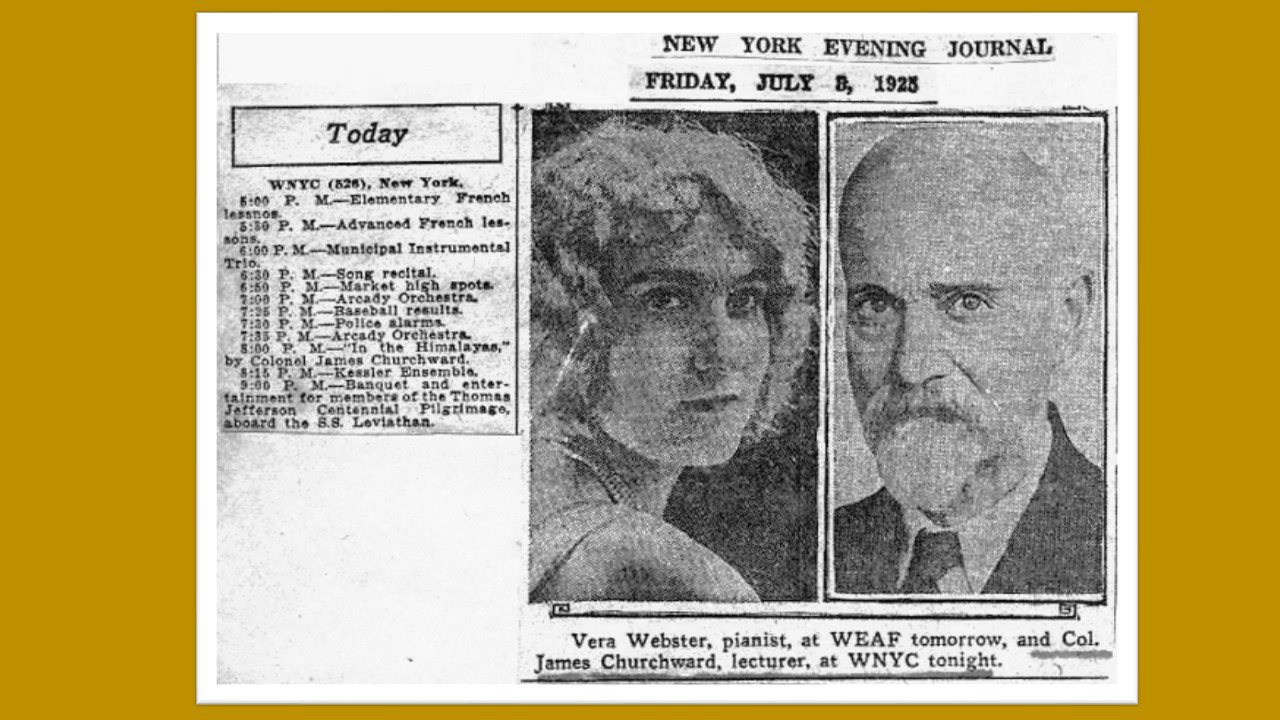 NEW YORK EVENING JOURNAL
FRIDAY, JULY 3, 1925
Today
WNYC (526), New York.
5:00 P. M.—Elementary French
lessnos.
5:30 P. M.—Advanced French les-
sons.
6:00 P. M.—Municipal Instrumental
Trio.
6:30 P. M.—Song recital.
6:50 P. M.—Market high spots.
7:00 P. M.—Arcady Orchestra.
7:25 P. M.—Baseball results.
7:30 P. M.—Police alarms.
7:35 P. M.—Arcady Orchestra.
8:00 P. M.—"In the Himalayas,"
by Colonel James Churchward.
8:15 P. M.—Kessler Ensemble.
9:00 P. M.—Banquet and enter-
tainment for members of the Thomas
Jefferson Centennial Pilgrimage,
aboard the S.S. Leviathan.
Vera Webster, pianist, at WEAF tomorrow, and Col.
James Churchward, lecturer, at WNYC tonight.